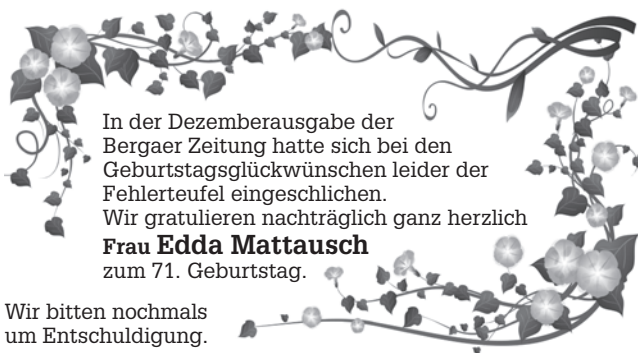 In der Dezemberausgabe der
Bergaer Zeitung hatte sich bei den
Geburtstagsglückwünschen leider der
Fehlerteufel eingeschlichen.
Wir gratulieren nachträglich ganz herzlich
Frau Edda Mattausch
zum 71. Geburtstag.
Wir bitten nochmals
um Entschuldigung.